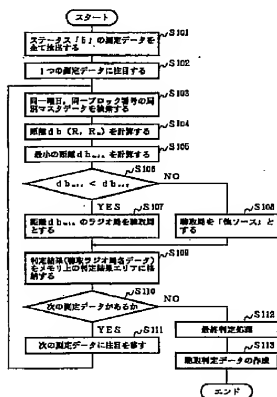 スタート
S101
ステータス「5」の測定データを
全て抽出する
S102
1つの測定データに注目する
S103
同一曜日、同一ブロック番号の局
別マスタデータを検索する
S104
距離db(R, Rm)を計算する
S105
最小の距離dbminを計算する
S106
NO
YES
S107
距離dbminのラジオ局を聴取局
とする
S108
聴取局を「他ソース」と
する
S109
判定結果(聴取ラジオ局名データ)
をメモリ上の判定結果エリアに格
納する
S110
次の測定データがあるか
NO
YES
S111
次の測定データに注目を移す
S112
最終判定処理
S113
聴取判定データの作成
エンド